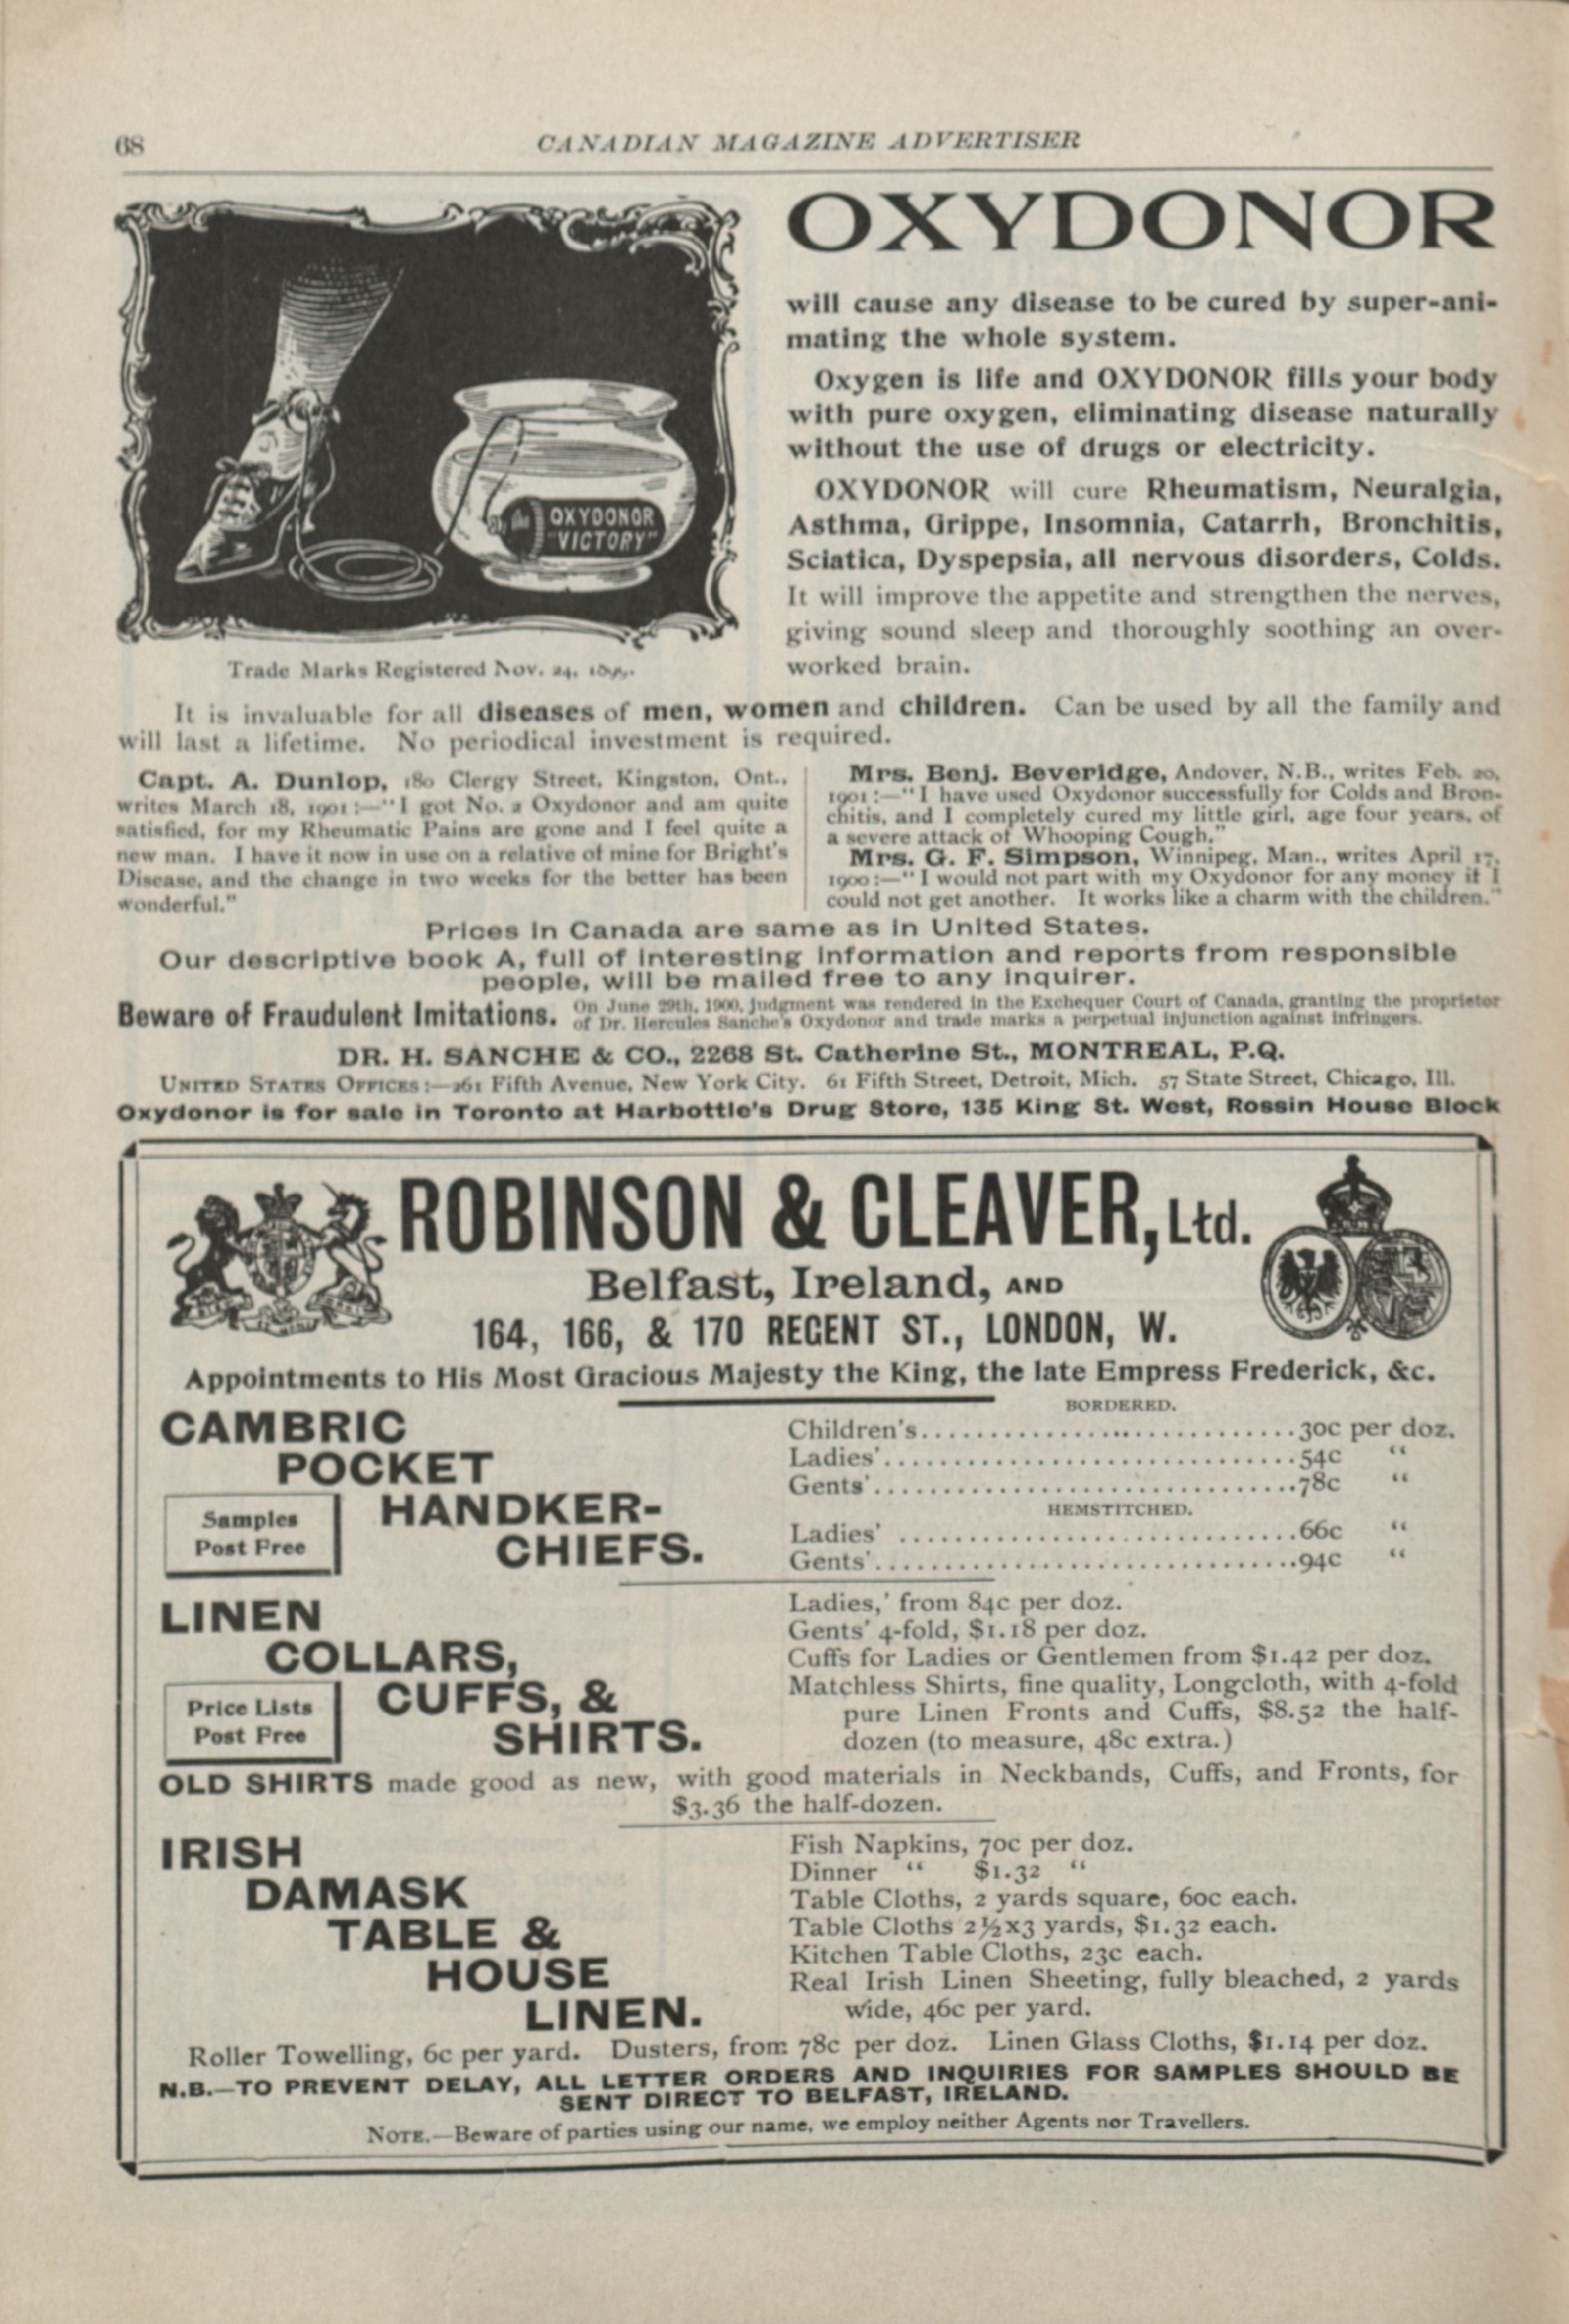 68
CANADIAN MAGAZINE ADVERTISER
OXYDONOR
"VICTORY"
Trade Marks Registered Nov. 24,
OXYDONOR
will cause any disease to be cured by super-ani-
mating the whole system.
Oxygen is life and OXYDONOR fills your body
with pure oxygen, eliminating disease naturally
without the use of drugs or electricity.
OXYDONOR will cure Rheumatism, Neuralgia,
Asthma, Grippe, Insomnia, Catarrh, Bronchitis,
Sciatica, Dyspepsia, all nervous disorders, Colds.
It will improve the appetite and strengthen the nerves,
giving sound sleep and thoroughly soothing an over-
worked brain.
It is invaluable for all diseases of men, women and children. Can be used by all the family and
will last a lifetime. No periodical investment is required.
Capt. A. Dunlop, 180 Clergy Street, Kingston, Ont.,
writes March 18, 1901:—"I got No. 2 Oxydonor and am quite
satisfied, for my Rheumatic Pains are gone and I feel quite a
new man. I have it now in use on a relative of mine for Bright's
Disease, and the change in two weeks for the better has been
wonderful."
Mrs. Benj. Beveridge, Andover, N.B., writes Feb. 20,
1901:—"I have used Oxydonor successfully for Colds and Bron-
chitis, and I completely cured my little girl, age four years, of
a severe attack of Whooping Cough."
Mrs. G. F. Simpson, Winnipeg, Man., writes April 17,
1900:—"I would not part with my Oxydonor for any money if I
could not get another. It works like a charm with the children."
Prices in Canada are same as in United States.
Our descriptive book A, full of interesting information and reports from responsible
people, will be mailed free to any inquirer.
Beware of Fraudulent Imitations. On June 29th, 1900, Judgment was rendered in the Exchequer Court of Canada, granting the proprietor
of Dr. Hercules Sanche's Oxydonor and trade marks a perpetual injunction against infringers.
DR. H. SANCHE & CO., 2268 St. Catherine St., MONTREAL, P.Q.
UNITED STATES OFFICES:—261 Fifth Avenue, New York City. 61 Fifth Street, Detroit, Mich. 57 State Street, Chicago, Ill.
Oxydonor is for sale in Toronto at Harbottle's Drug Store, 135 King St. West, Rossin House Block
ROBINSON & CLEAVER, Ltd.
Belfast, Ireland, AND
164, 166, & 170 REGENT ST., LONDON, W.
Appointments to His Most Gracious Majesty the King, the late Empress Frederick, &c.
CAMBRIC
POCKET
HANDKER-
CHIEFS.
Samples
Post Free
BORDERED.
Children's..............................30c per doz.
Ladies'..............................54c "
Gents'..............................78c "
HEMSTITCHED.
Ladies' ..............................66c "
Gents'..............................94c "
LINEN
COLLARS,
CUFFS, &
SHIRTS.
Price Lists
Post Free
Ladies,' from 84c per doz.
Gents' 4-fold, $1.18 per doz.
Cuffs for Ladies or Gentlemen from $1.42 per doz.
Matchless Shirts, fine quality, Longcloth, with 4-fold
pure Linen Fronts and Cuffs, $8.52 the half-
dozen (to measure, 48c extra.)
OLD SHIRTS made good as new, with good materials in Neckbands, Cuffs, and Fronts, for
$3.36 the half-dozen.
IRISH
DAMASK
TABLE &
HOUSE
LINEN.
Fish Napkins, 70c per doz.
Dinner " $1.32 "
Table Cloths, 2 yards square, 60c each.
Table Cloths 2½x3 yards, $1.32 each.
Kitchen Table Cloths, 23c each.
Real Irish Linen Sheeting, fully bleached, 2 yards
wide, 46c per yard.
Roller Towelling, 6c per yard. Dusters, from 78c per doz. Linen Glass Cloths, $1.14 per doz.
N.B.—TO PREVENT DELAY, ALL LETTER ORDERS AND INQUIRIES FOR SAMPLES SHOULD BE
SENT DIRECT TO BELFAST, IRELAND.
NOTE.—Beware of parties using our name, we employ neither Agents nor Travellers.